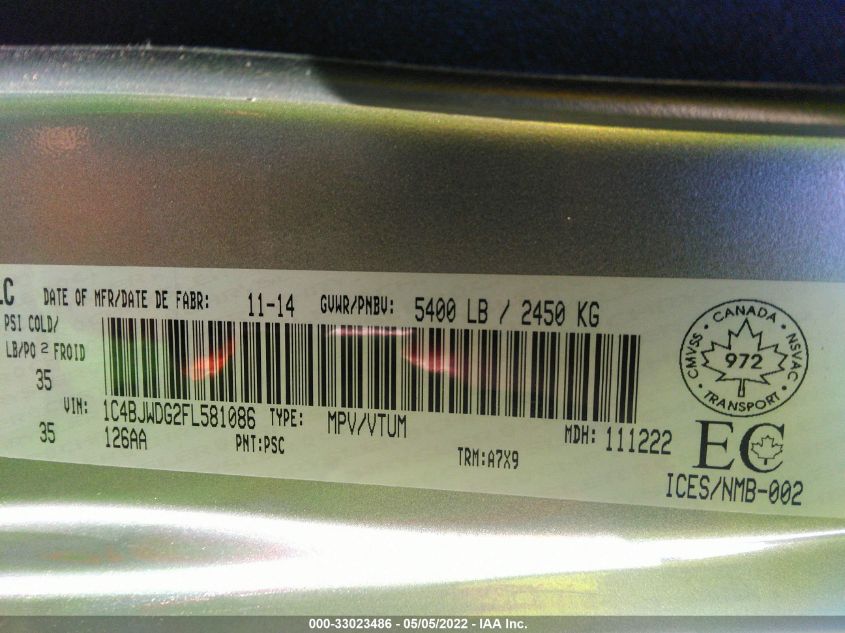 LC DATE OF MFR/DATE DE FABR: 11-14 GVWR/PNBV: 5400 LB / 2450 KG
PSI COLD/
LB/PO 2 FROID
35
35
VIN: 1C4BJWDG2FL581086 TYPE: MPV/VTUM MDH: 111222
126AA PNT:PSC TRM:A7X9
CANADA
CMVSS 972 NSVAC
TRANSPORT
EC
ICES/NMB-002
000-33023486 - 05/05/2022 - IAA Inc.